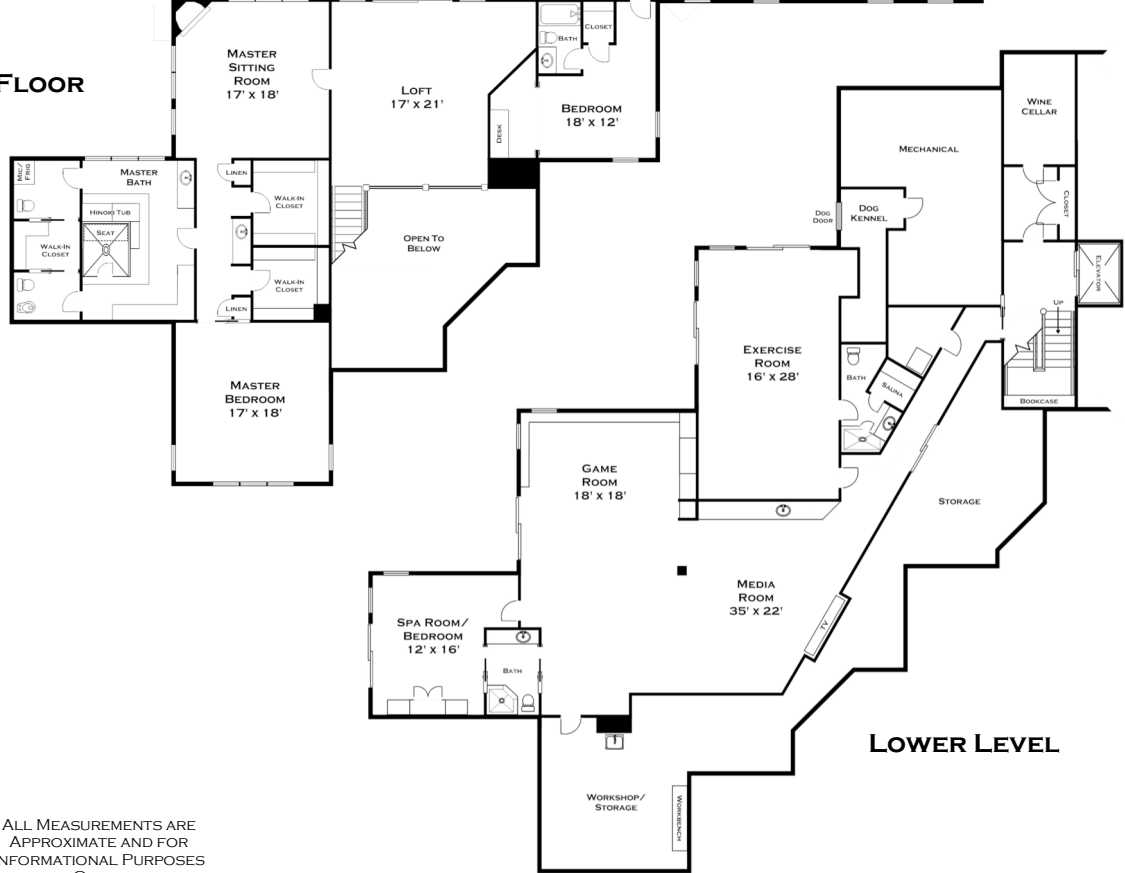 Floor
Master
Sitting
Room
17' x 18'
Loft
17' x 21'
Bath
Closet
Bedroom
18' x 12'
Desk
Mic/
Frig
Master
Bath
Linen
Walk-In
Closet
Hinoki Tub
Seat
Walk-In
Closet
Walk-In
Closet
Linen
Open To
Below
Master
Bedroom
17' x 18'
Wine
Cellar
Mechanical
Closet
Dog
Kennel
Dog
Door
Elevator
Up
Bookcase
Exercise
Room
16' x 28'
Bath
Sauna
Game
Room
18' x 18'
Storage
Media
Room
35' x 22'
TV
Spa Room/
Bedroom
12' x 16'
Bath
Workshop/
Storage
Workbench
Lower Level
All Measurements are
Approximate and for
nformational Purposes